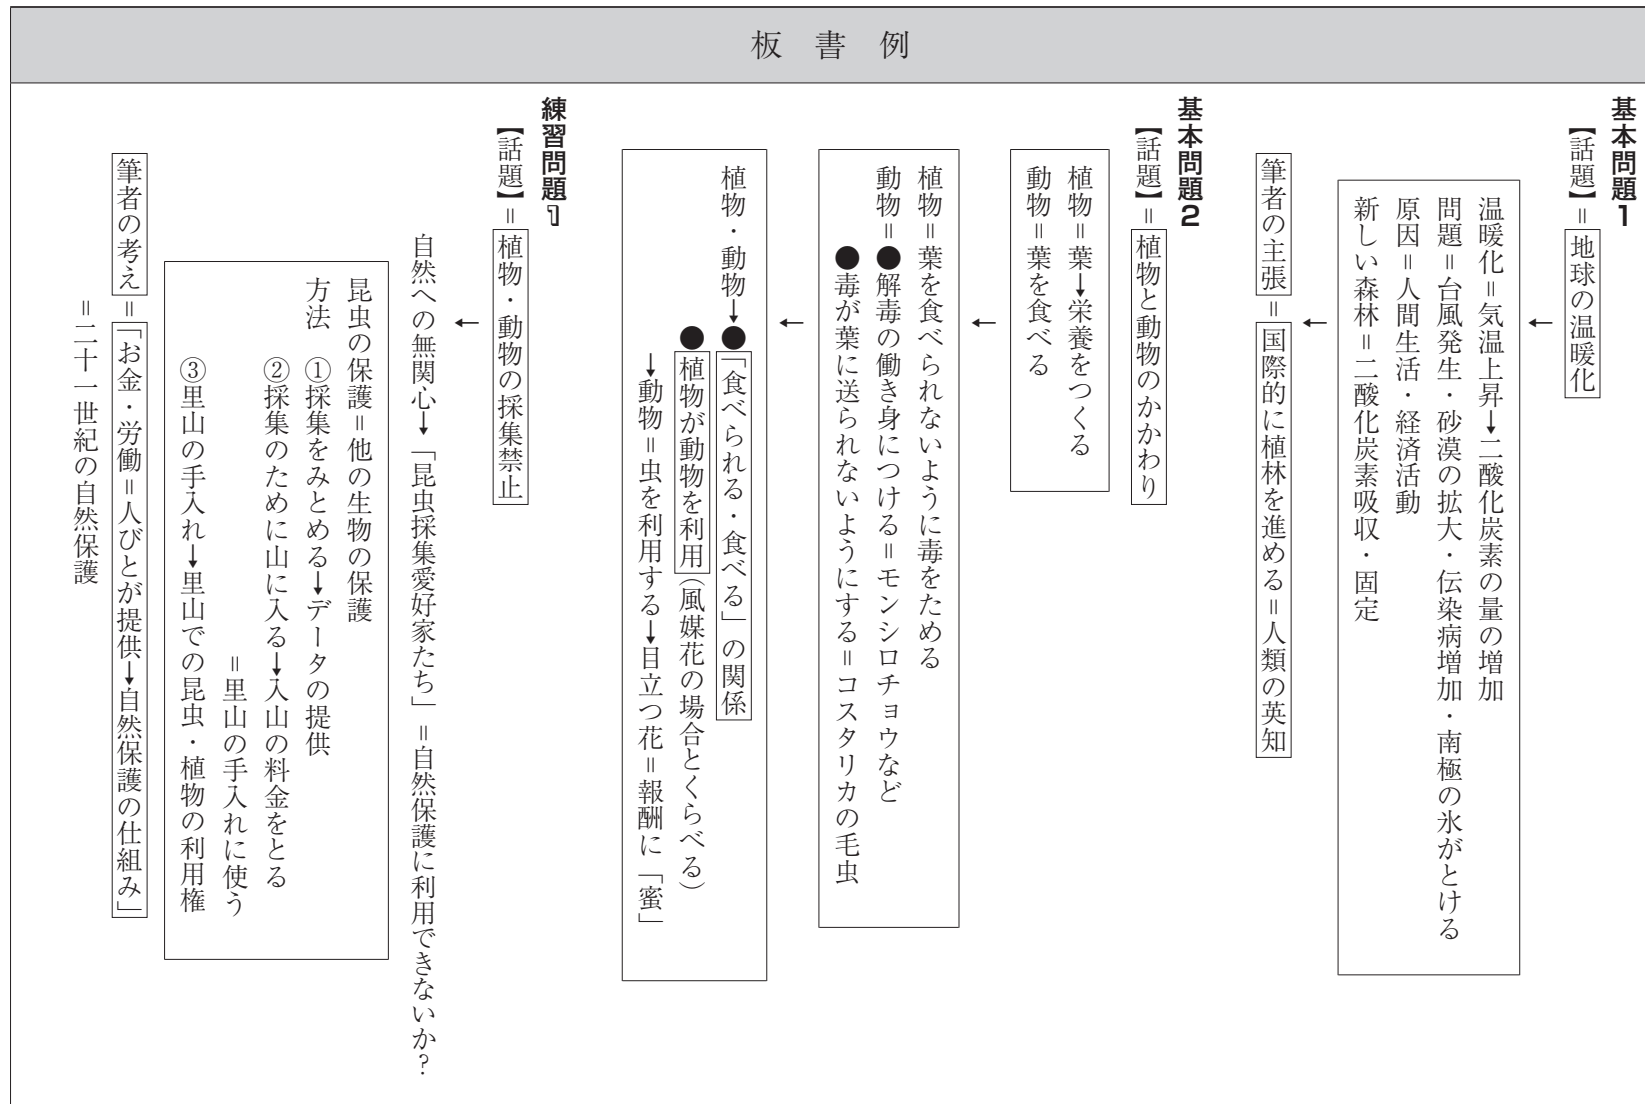 板書例
基本問題1
【話題】＝地球の温暖化
↓
温暖化＝気温上昇→二酸化炭素の量の増加
問題＝台風発生・砂漠の拡大・伝染病増加・南極の氷がとける
原因＝人間生活・経済活動
新しい森林＝二酸化炭素吸収・固定
↓
筆者の主張＝国際的に植林を進める＝人類の英知
基本問題2
【話題】＝植物と動物のかかわり
植物＝葉→栄養をつくる
動物＝葉を食べる
↓
植物＝葉を食べられないように毒をためる
動物＝●解毒の働き身につける＝モンシロチョウなど
●毒が葉に送られないようにする＝コスタリカの毛虫
↓
植物・動物→●「食べられる・食べる」の関係
●植物が動物を利用（風媒花の場合とくらべる）
→動物＝虫を利用する→目立つ花＝報酬に「蜜」
練習問題1
【話題】＝植物・動物の採集禁止
↓
自然への無関心→「昆虫採集愛好家たち」＝自然保護に利用できないか？
昆虫の保護＝他の生物の保護
方法　①採集をみとめる→データの提供
②採集のために山に入る→入山の料金をとる
＝里山の手入れに使う
③里山の手入れ→里山での昆虫・植物の利用権
筆者の考え＝「お金・労働＝人びとが提供→自然保護の仕組み」
＝二十一世紀の自然保護